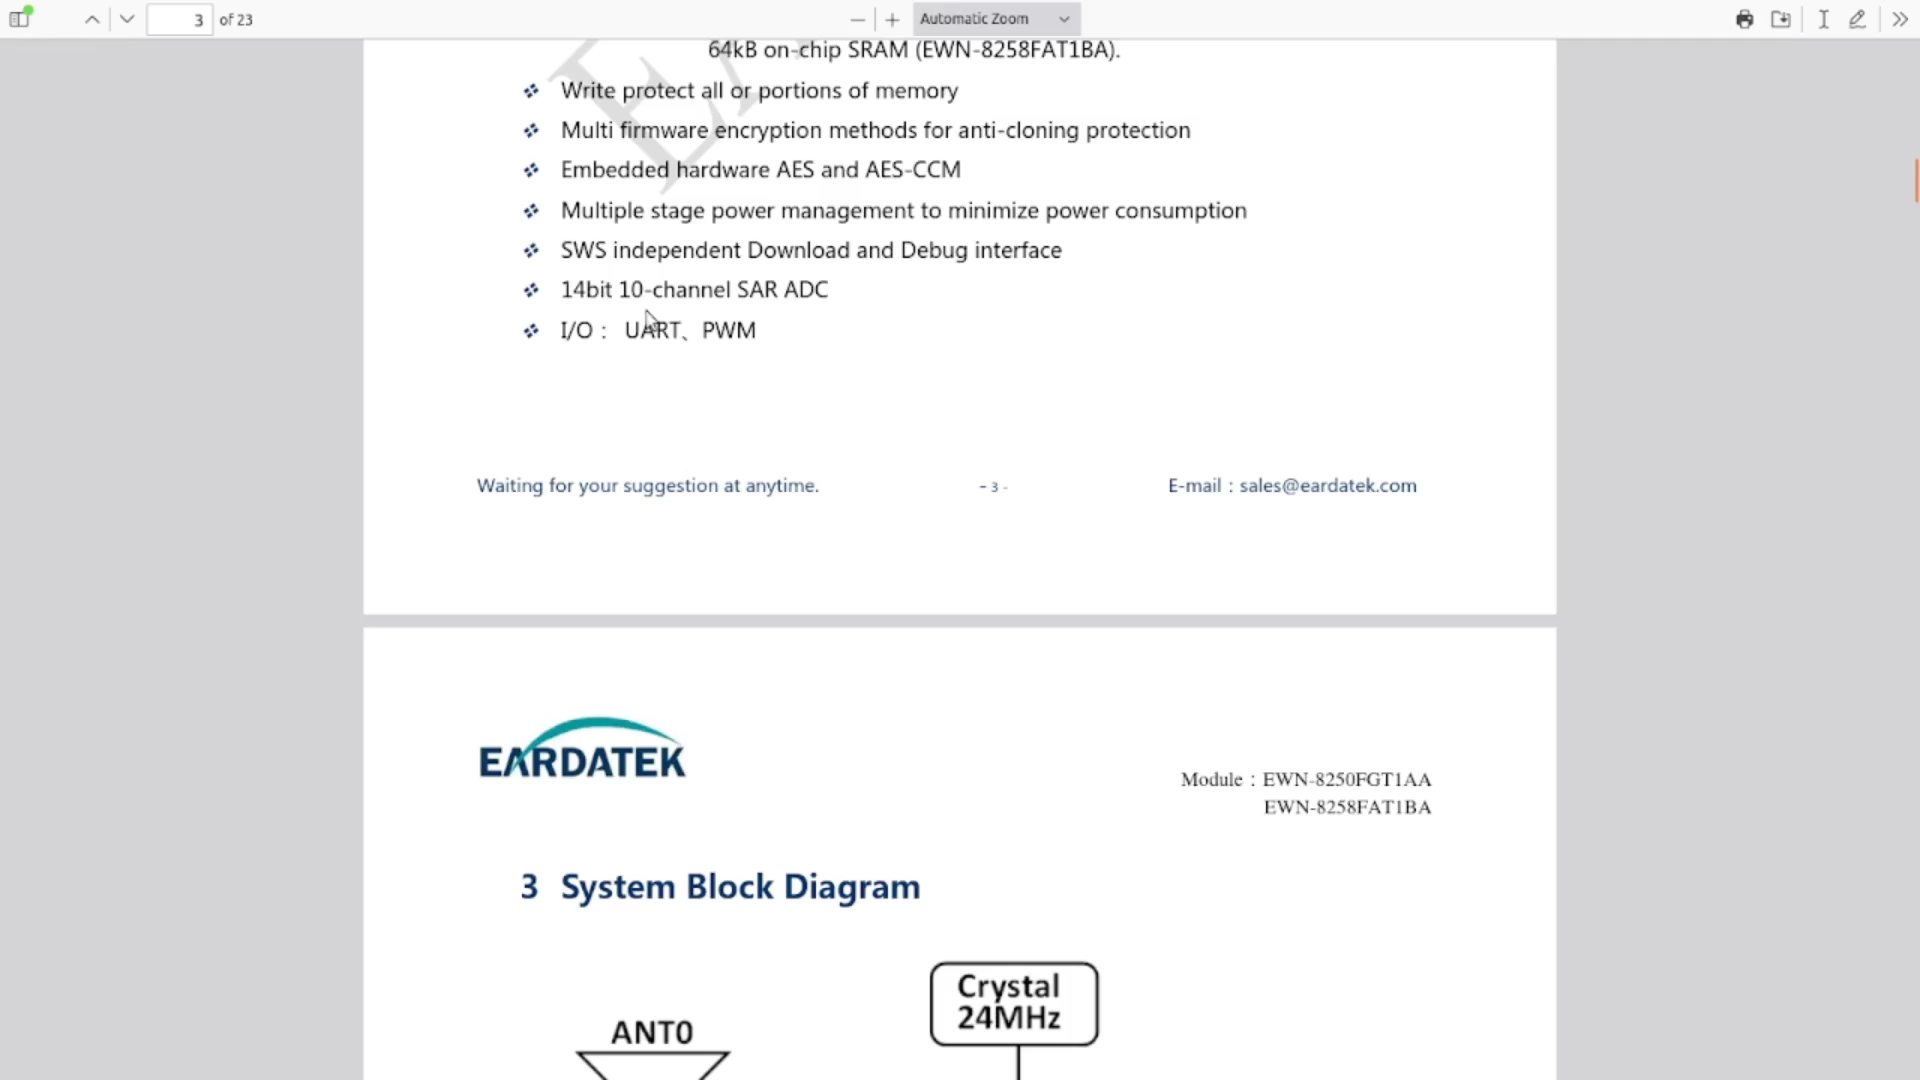 3 of 23 Automatic Zoom
64kB on-chip SRAM (EWN-8258FAT1BA).
Write protect all or portions of memory
Multi firmware encryption methods for anti-cloning protection
Embedded hardware AES and AES-CCM
Multiple stage power management to minimize power consumption
SWS independent Download and Debug interface
14bit 10-channel SAR ADC
I/O： UART、PWM
Waiting for your suggestion at anytime. - 3 - E-mail：sales@eardatek.com
EARDATEK
Module：EWN-8250FGT1AA
EWN-8258FAT1BA
3 System Block Diagram
Crystal
24MHz
ANT0